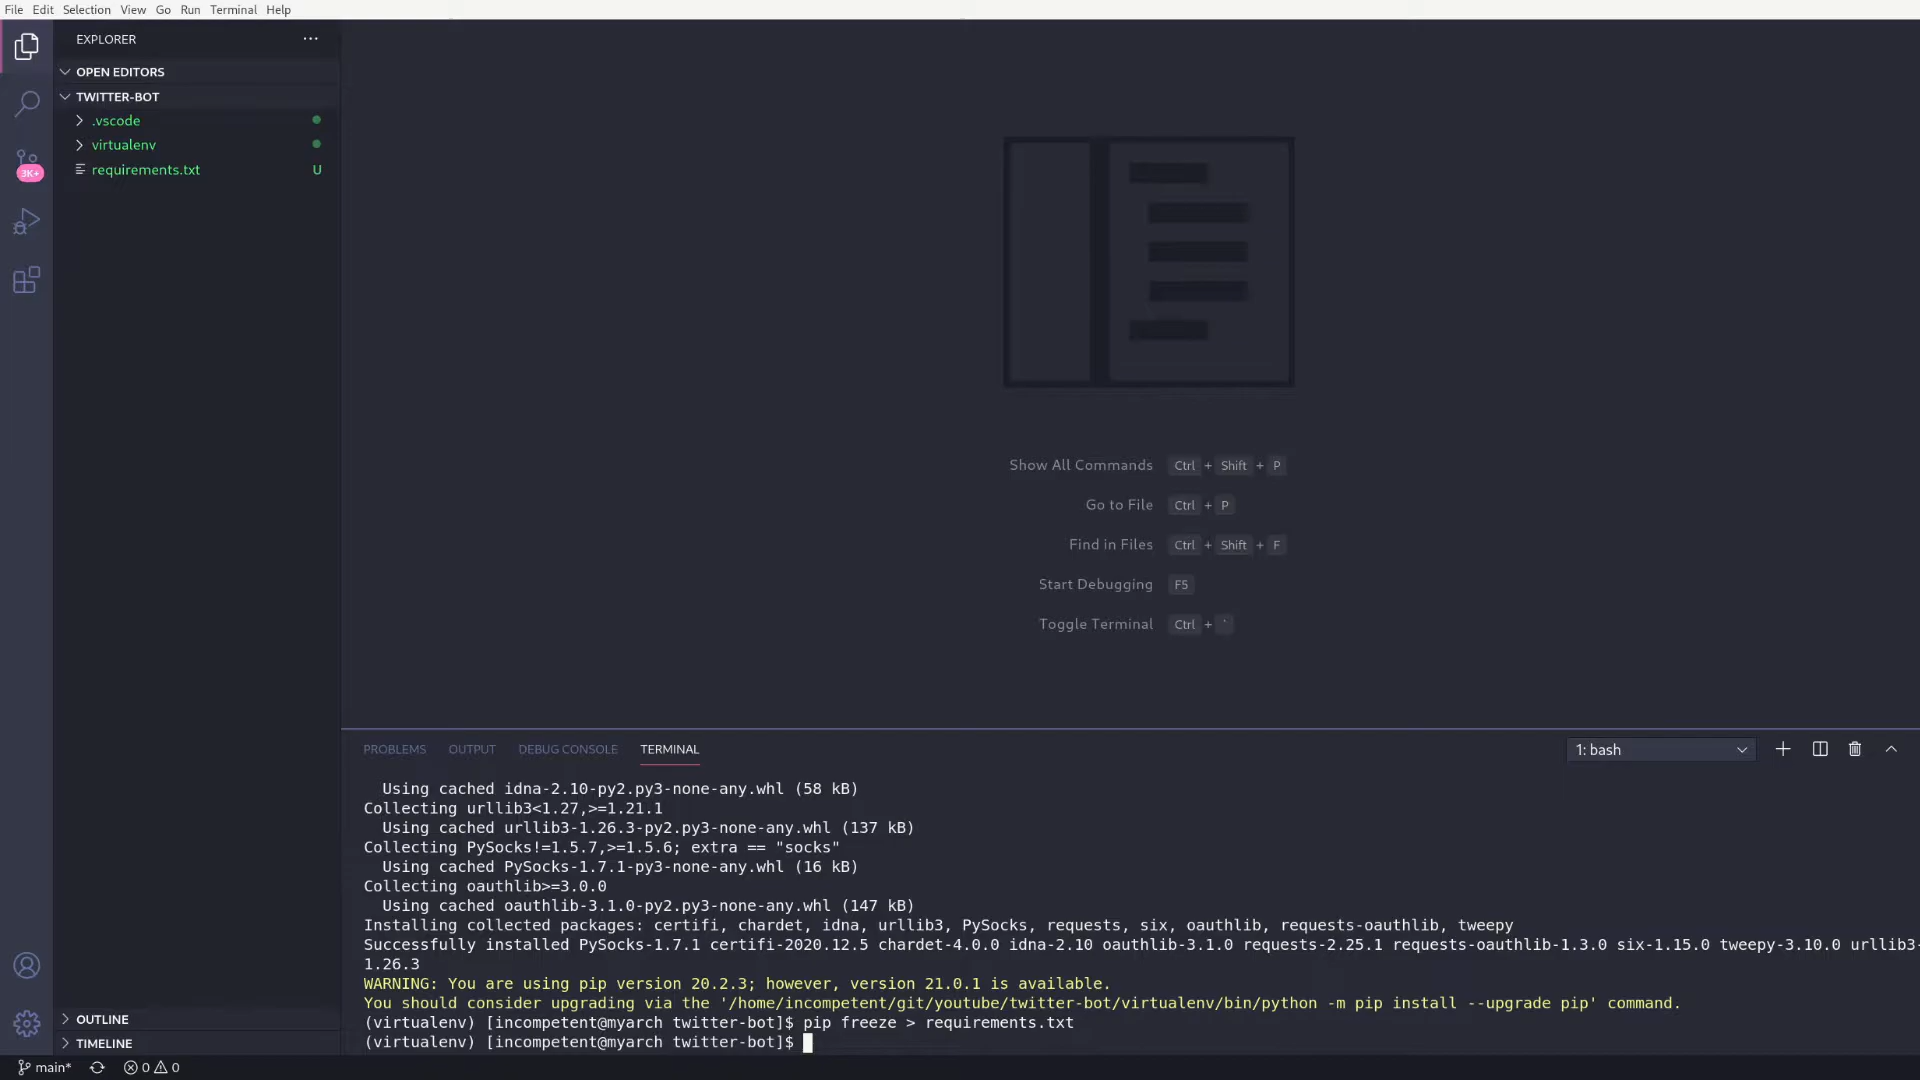 File Edit Selection View Go Run Terminal Help
EXPLORER
OPEN EDITORS
TWITTER-BOT
.vscode
virtualenv
requirements.txt U
3K+
Show All Commands Ctrl + Shift + P
Go to File Ctrl + P
Find in Files Ctrl + Shift + F
Start Debugging F5
Toggle Terminal Ctrl + `
PROBLEMS OUTPUT DEBUG CONSOLE TERMINAL 1: bash
Using cached idna-2.10-py2.py3-none-any.whl (58 kB)
Collecting urllib3<1.27,>=1.21.1
Using cached urllib3-1.26.3-py2.py3-none-any.whl (137 kB)
Collecting PySocks!=1.5.7,>=1.5.6; extra == "socks"
Using cached PySocks-1.7.1-py3-none-any.whl (16 kB)
Collecting oauthlib>=3.0.0
Using cached oauthlib-3.1.0-py2.py3-none-any.whl (147 kB)
Installing collected packages: certifi, chardet, idna, urllib3, PySocks, requests, six, oauthlib, requests-oauthlib, tweepy
Successfully installed PySocks-1.7.1 certifi-2020.12.5 chardet-4.0.0 idna-2.10 oauthlib-3.1.0 requests-2.25.1 requests-oauthlib-1.3.0 six-1.15.0 tweepy-3.10.0 urllib3-
1.26.3
WARNING: You are using pip version 20.2.3; however, version 21.0.1 is available.
You should consider upgrading via the '/home/incompetent/git/youtube/twitter-bot/virtualenv/bin/python -m pip install --upgrade pip' command.
(virtualenv) [incompetent@myarch twitter-bot]$ pip freeze > requirements.txt
(virtualenv) [incompetent@myarch twitter-bot]$
OUTLINE
TIMELINE
main* 0 0